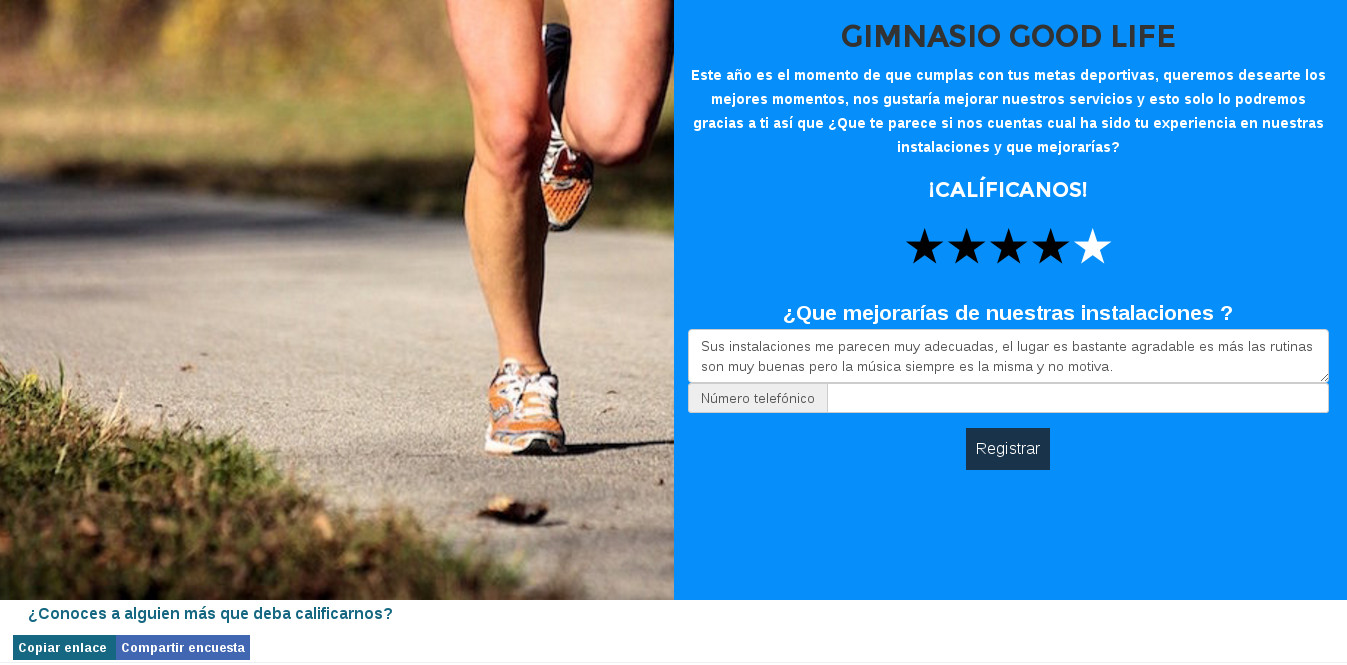 GIMNASIO GOOD LIFE
Este año es el momento de que cumplas con tus metas deportivas, queremos desearte los
mejores momentos, nos gustaría mejorar nuestros servicios y esto solo lo podremos
gracias a ti así que ¿Que te parece si nos cuentas cual ha sido tu experiencia en nuestras
instalaciones y que mejorarías?
¡CALÍFICANOS!
¿Que mejorarías de nuestras instalaciones ?
Sus instalaciones me parecen muy adecuadas, el lugar es bastante agradable es más las rutinas
son muy buenas pero la música siempre es la misma y no motiva.
Número telefónico
Registrar
¿Conoces a alguien más que deba calificarnos?
Copiar enlace Compartir encuesta